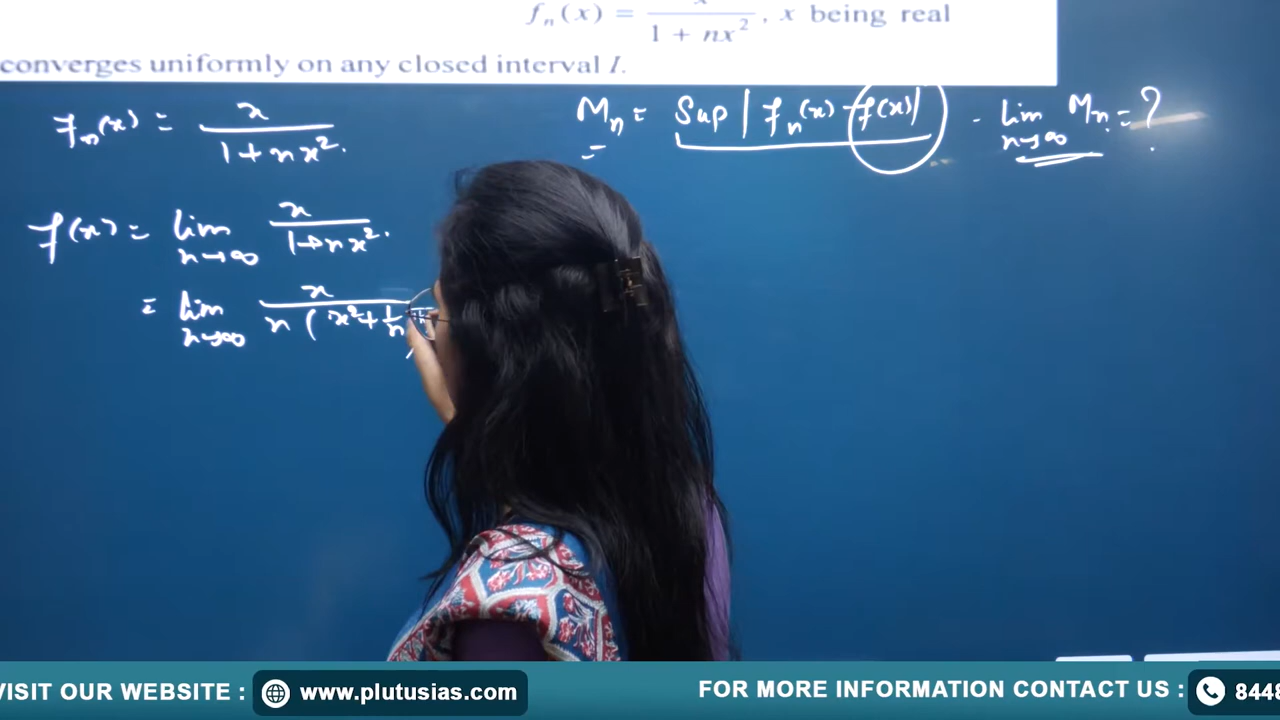 fₙ(x) = x / (1 + nx²), x being real
converges uniformly on any closed interval I.
fₙ(x) = x / (1 + nx²).
Mₙ = Sup | fₙ(x) - f(x) | - lim n→∞ Mₙ = ?
f(x) = lim n→∞ x / (1 + nx²).
= lim n→∞ x / n ( x² + 1/n
VISIT OUR WEBSITE : www.plutusias.com
FOR MORE INFORMATION CONTACT US : 8448